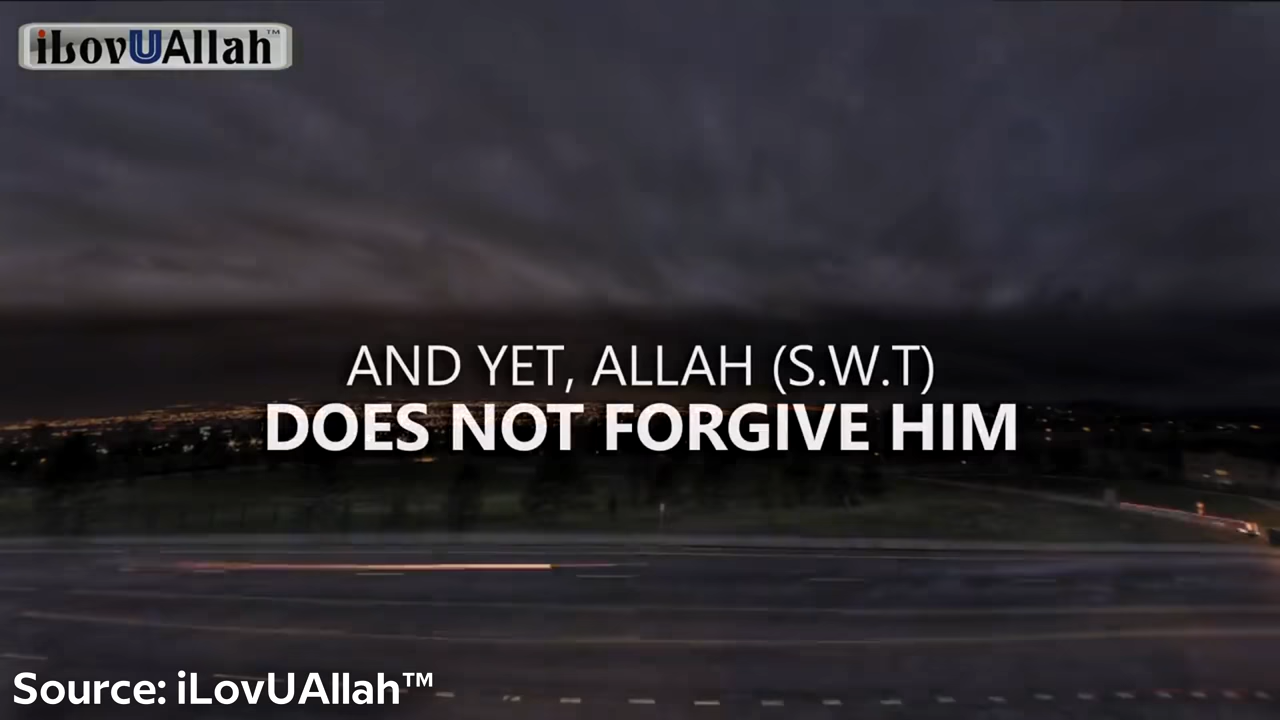 iLovUAllah™
AND YET, ALLAH (S.W.T)
DOES NOT FORGIVE HIM
Source: iLovUAllah™